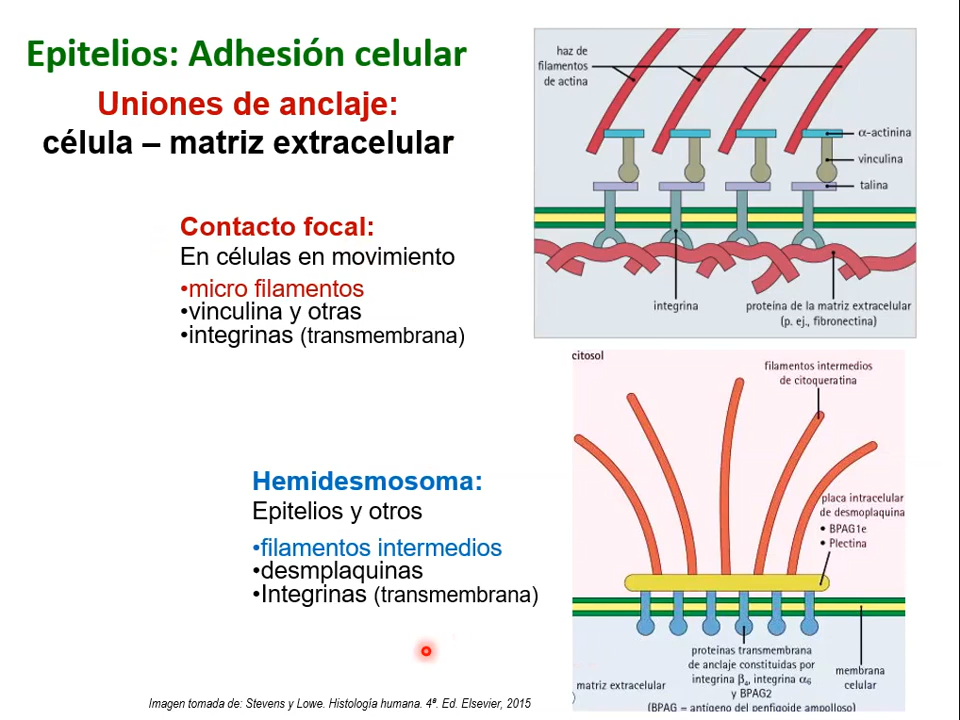 Epitelios: Adhesión celular
Uniones de anclaje:
célula – matriz extracelular
Contacto focal:
En células en movimiento
•micro filamentos
•vinculina y otras
•integrinas (transmembrana)
Hemidesmosoma:
Epitelios y otros
•filamentos intermedios
•desmplaquinas
•Integrinas (transmembrana)
Imagen tomada de: Stevens y Lowe. Histología humana. 4ª. Ed. Elsevier, 2015
haz de
filamentos
de actina
α-actinina
vinculina
talina
integrina
proteína de la matriz extracelular
(p. ej., fibronectina)
citosol
filamentos intermedios
de citoqueratina
placa intracelular
de desmoplaquina
• BPAG1e
• Plectina
proteínas transmembrana
de anclaje constituidas por
integrina β4, integrina α6
y BPAG2
(BPAG = antígeno del penfigoide ampolloso)
membrana
celular
matriz extracelular
)